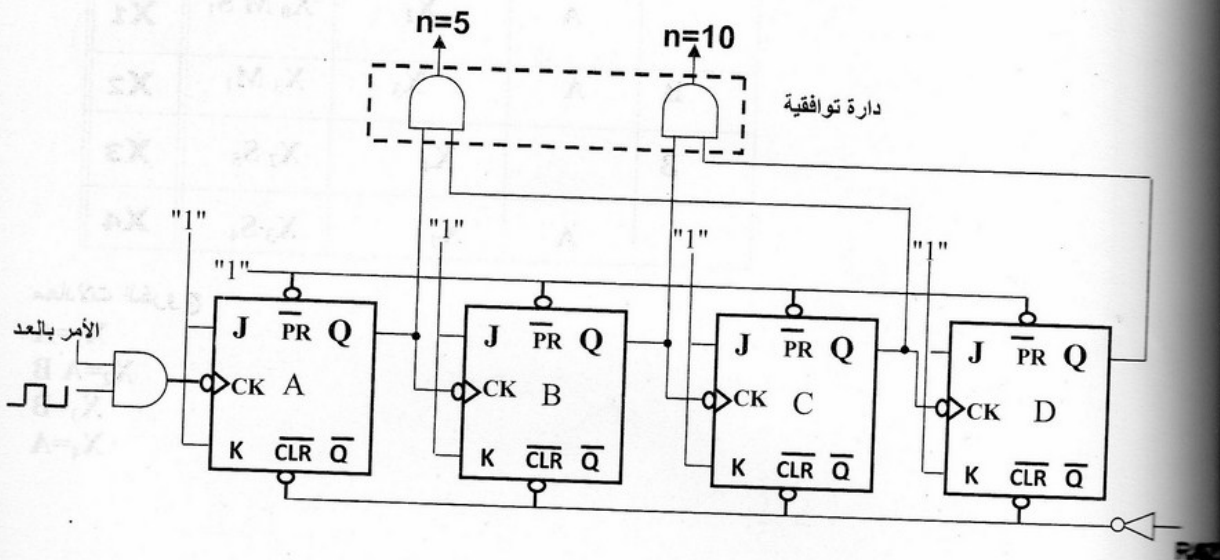 n=5
n=10
دارة توافقية
"1"
"1"
"1"
"1"
"1"
الأمر بالعد
J PR Q
CK A
K CLR Q
J PR Q
CK B
K CLR Q
J PR Q
CK C
K CLR Q
J PR Q
CK D
K CLR Q